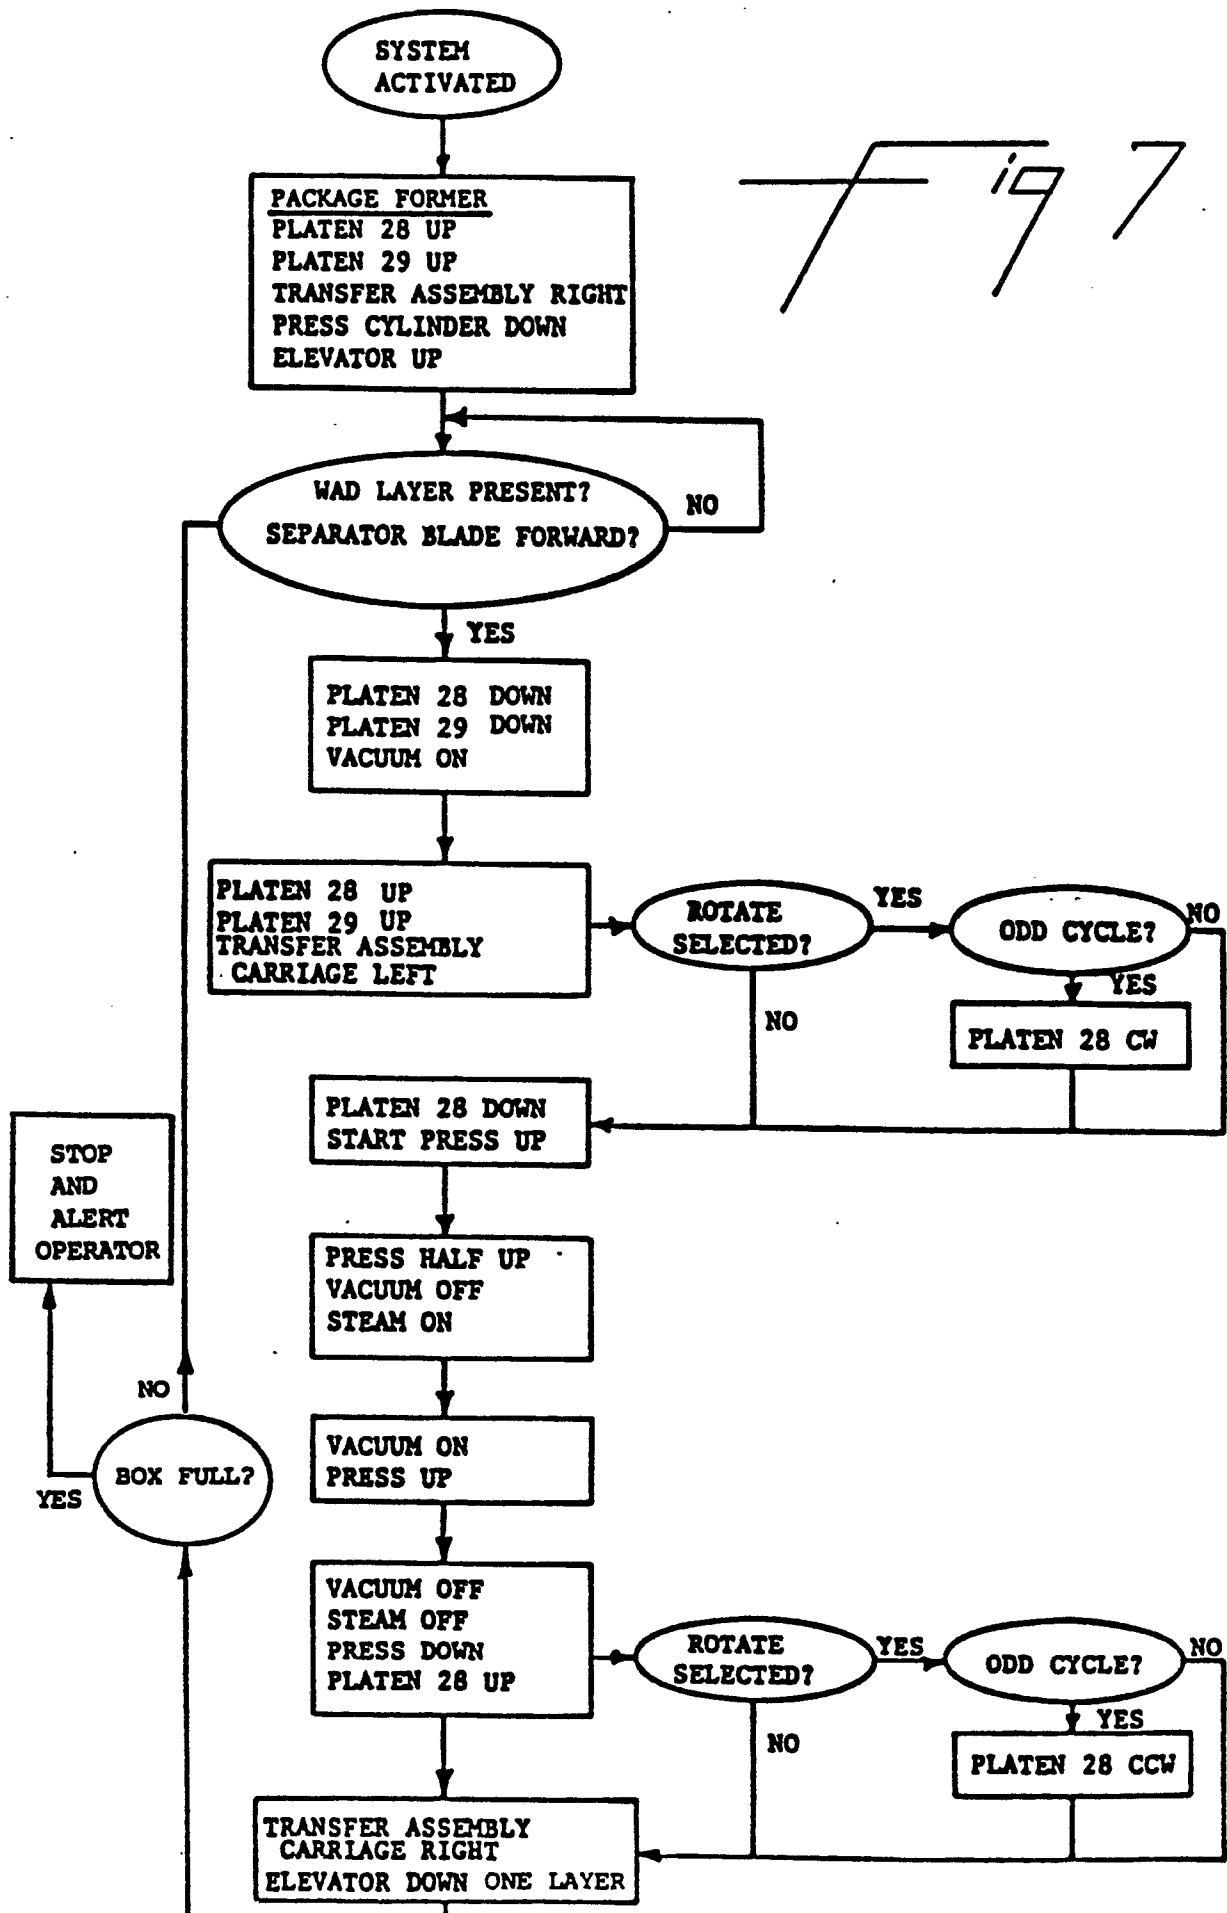 SYSTEM
ACTIVATED
Fig 7
PACKAGE FORMER
PLATEN 28 UP
PLATEN 29 UP
TRANSFER ASSEMBLY RIGHT
PRESS CYLINDER DOWN
ELEVATOR UP
WAD LAYER PRESENT?
SEPARATOR BLADE FORWARD?
NO
YES
PLATEN 28 DOWN
PLATEN 29 DOWN
VACUUM ON
PLATEN 28 UP
PLATEN 29 UP
TRANSFER ASSEMBLY
CARRIAGE LEFT
ROTATE
SELECTED?
YES
ODD CYCLE?
NO
YES
NO
PLATEN 28 CW
PLATEN 28 DOWN
START PRESS UP
STOP
AND
ALERT
OPERATOR
PRESS HALF UP
VACUUM OFF
STEAM ON
NO
BOX FULL?
YES
VACUUM ON
PRESS UP
VACUUM OFF
STEAM OFF
PRESS DOWN
PLATEN 28 UP
ROTATE
SELECTED?
YES
ODD CYCLE?
NO
YES
NO
PLATEN 28 CCW
TRANSFER ASSEMBLY
CARRIAGE RIGHT
ELEVATOR DOWN ONE LAYER